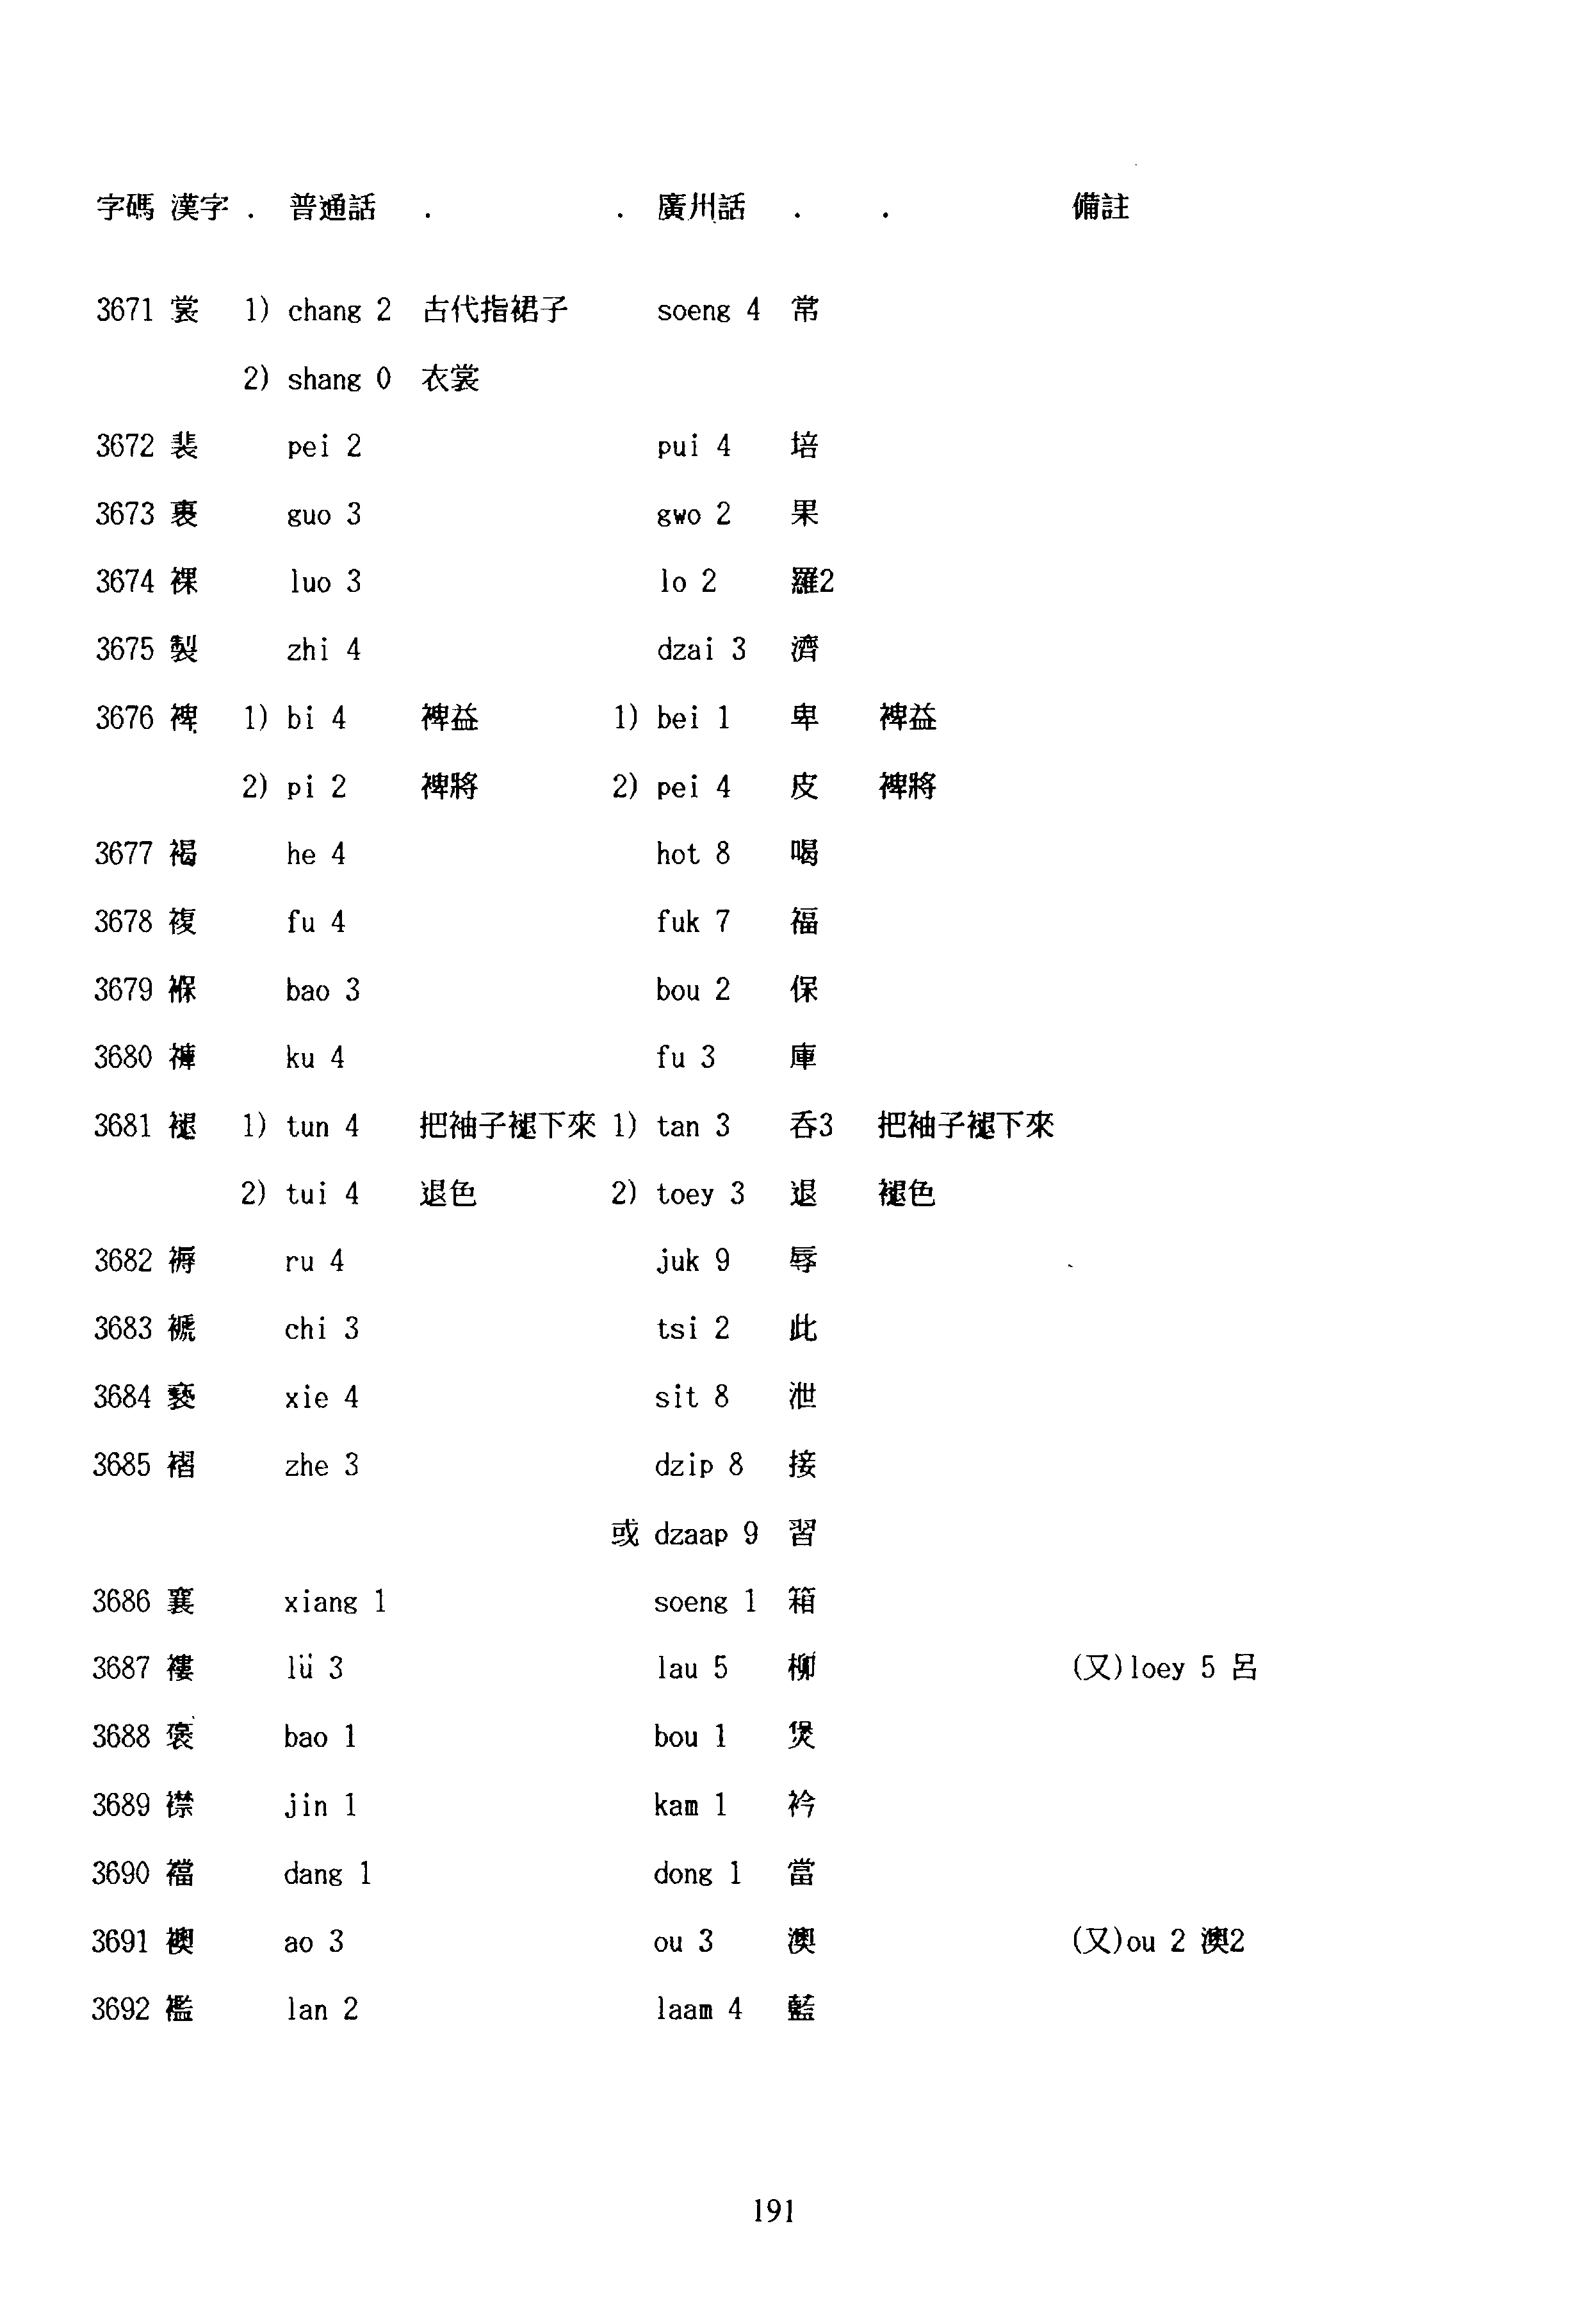 字碼 漢字 . 普通話 . . 廣州話 . . 備註
3671 裳 1) chang 2 古代指裙子 soeng 4 常
2) shang 0 衣裳
3672 裴 pei 2 pui 4 培
3673 裹 guo 3 gwo 2 果
3674 裸 luo 3 lo 2 羅2
3675 製 zhi 4 dzai 3 濟
3676 裨 1) bi 4 裨益 1) bei 1 卑 裨益
2) pi 2 裨將 2) pei 4 皮 裨將
3677 褐 he 4 hot 8 喝
3678 複 fu 4 fuk 7 福
3679 褓 bao 3 bou 2 保
3680 褲 ku 4 fu 3 庫
3681 褪 1) tun 4 把袖子褪下來 1) tan 3 吞3 把袖子褪下來
2) tui 4 退色 2) toey 3 退 褪色
3682 褥 ru 4 juk 9 辱
3683 褫 chi 3 tsi 2 此
3684 褻 xie 4 sit 8 泄
3685 褶 zhe 3 dzip 8 接
或 dzaap 9 習
3686 襄 xiang 1 soeng 1 箱
3687 褸 lü 3 lau 5 柳 (又)loey 5 呂
3688 褒 bao 1 bou 1 煲
3689 襟 jin 1 kam 1 衿
3690 襠 dang 1 dong 1 當
3691 襖 ao 3 ou 3 澳 (又)ou 2 澳2
3692 襤 lan 2 laam 4 藍
191